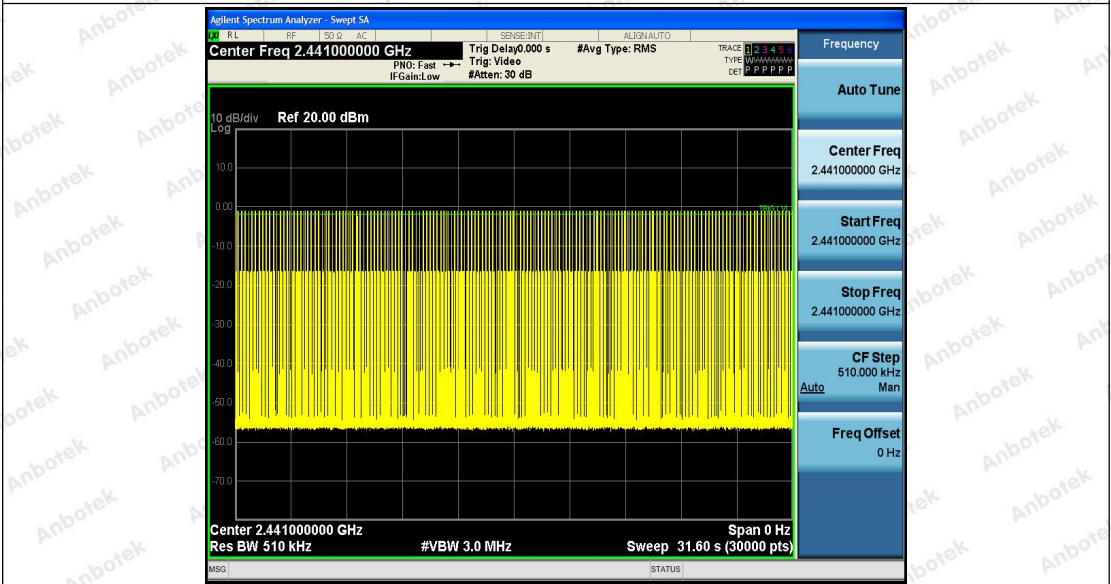 Agilent Spectrum Analyzer - Swept SA
RL RF 50 Ω AC SENSE:INT ALIGNAUTO
Center Freq 2.441000000 GHz
PNO: Fast
IFGain:Low
Trig Delay0.000 s
Trig: Video
#Atten: 30 dB
#Avg Type: RMS
TRACE 1 2 3 4 5 6
TYPE
DET P P P P P P
10 dB/div
Log
Ref 20.00 dBm
10.0
0.00
-10.0
-20.0
-30.0
-40.0
-50.0
-60.0
-70.0
TRIG LVL
Center 2.441000000 GHz
Span 0 Hz
Res BW 510 kHz
#VBW 3.0 MHz
Sweep 31.60 s (30000 pts)
MSG
STATUS
Frequency
Auto Tune
Center Freq
2.441000000 GHz
Start Freq
2.441000000 GHz
Stop Freq
2.441000000 GHz
CF Step
510.000 kHz
Auto Man
Freq Offset
0 Hz
Anbotek